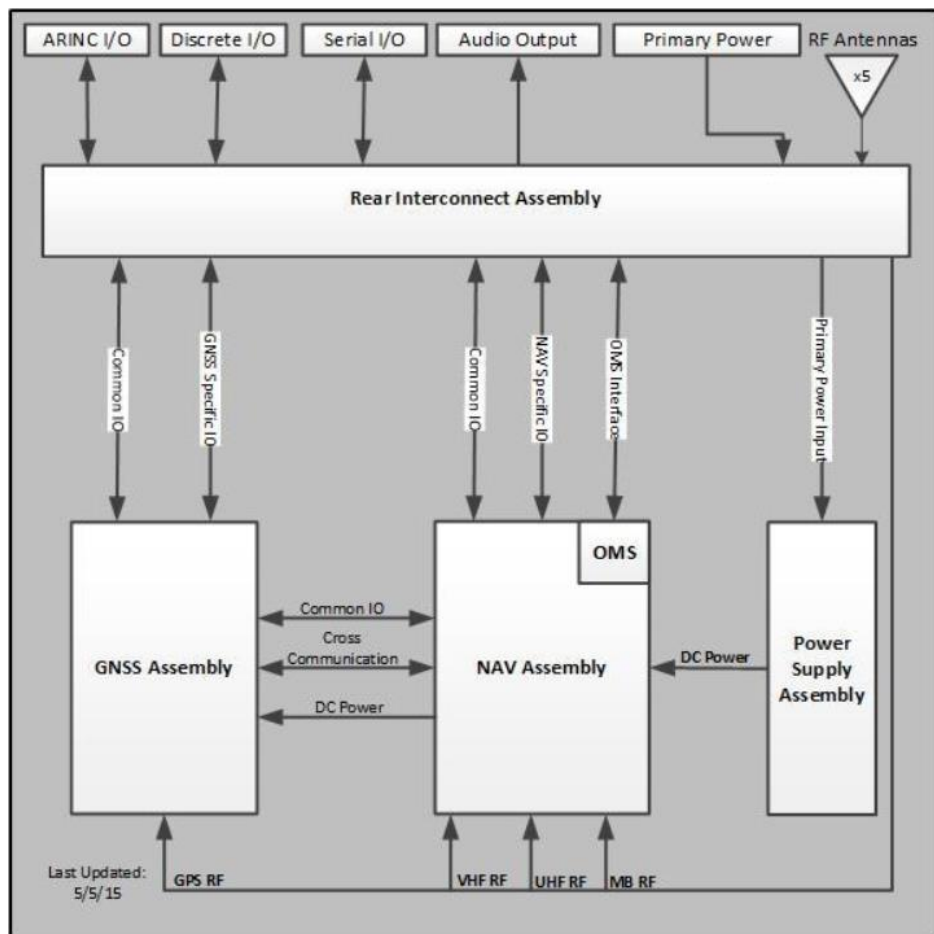 ARINC I/O
Discrete I/O
Serial I/O
Audio Output
Primary Power
RF Antennas
x5
Rear Interconnect Assembly
Common IO
GNSS Specific IO
Common IO
NAV Specific IO
OMS Interface
Primary Power Input
OMS
GNSS Assembly
Common IO
Cross
Communication
DC Power
NAV Assembly
DC Power
Power
Supply
Assembly
Last Updated:
5/5/15
GPS RF
VHF RF
UHF RF
MB RF